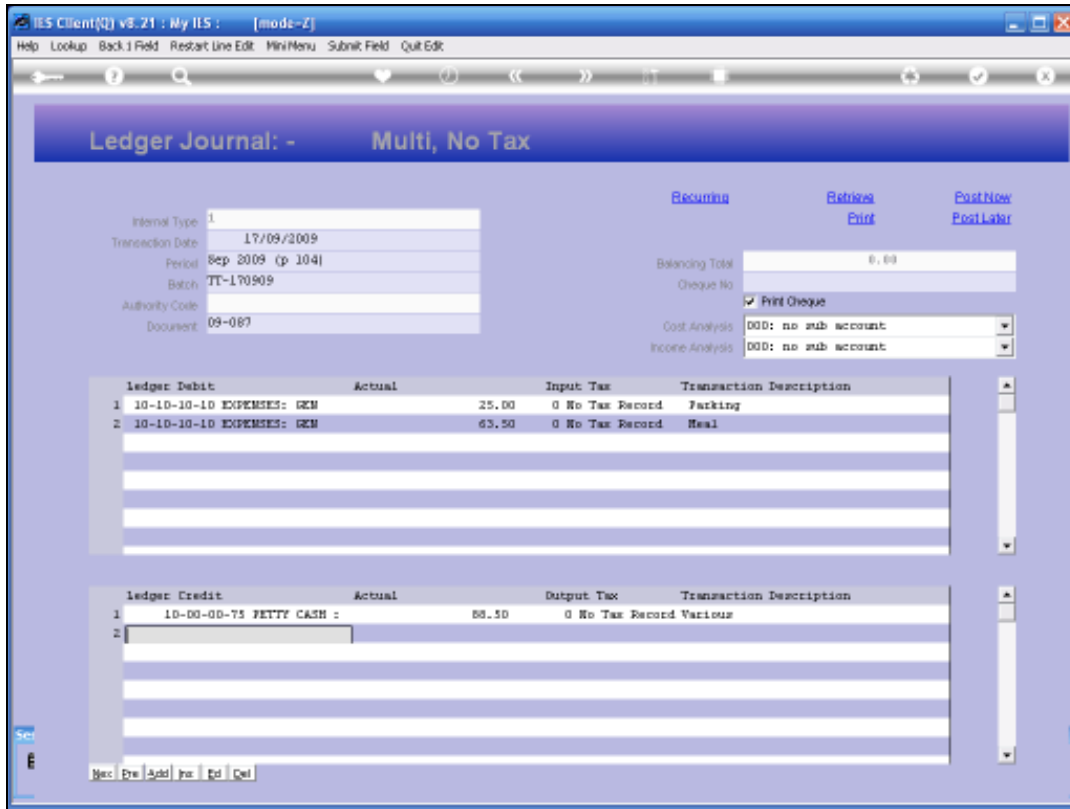 IES Client(Q) v8.21 : My IES : [mode-Z]
Help Lookup Back 1 Field Restart Line Edit MiniMenu Submit Field Quit Edit
Ledger Journal: - Multi, No Tax
Recurring Retrieve Post Now
Print Post Later
Internal Type 1
Transaction Date 17/09/2009
Period Sep 2009 (p 104)
Batch TT-170909
Authority Code
Document 09-087
Balancing Total 0.00
Cheque No
Print Cheque
Cost Analysis 000: no sub account
Income Analysis 000: no sub account
Ledger Debit Actual Input Tax Transaction Description
1 10-10-10-10 EXPENSES: GEN 25.00 0 No Tax Record Parking
2 10-10-10-10 EXPENSES: GEN 63.50 0 No Tax Record Meal
Ledger Credit Actual Output Tax Transaction Description
1 10-00-00-75 PETTY CASH : 88.50 0 No Tax Record Various
2
Nex Pre Add Ins Ed Del